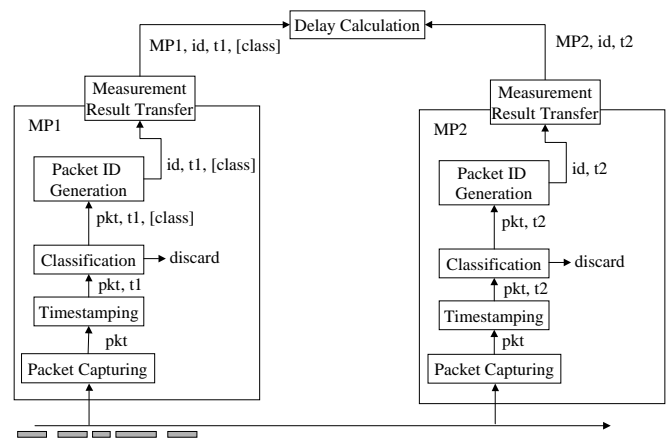 Delay Calculation
MP1, id, t1, [class]
MP2, id, t2
Measurement
Result Transfer
MP1
id, t1, [class]
Packet ID
Generation
pkt, t1, [class]
Classification
discard
pkt, t1
Timestamping
pkt
Packet Capturing
Measurement
Result Transfer
MP2
id, t2
Packet ID
Generation
pkt, t2
Classification
discard
pkt, t2
Timestamping
pkt
Packet Capturing